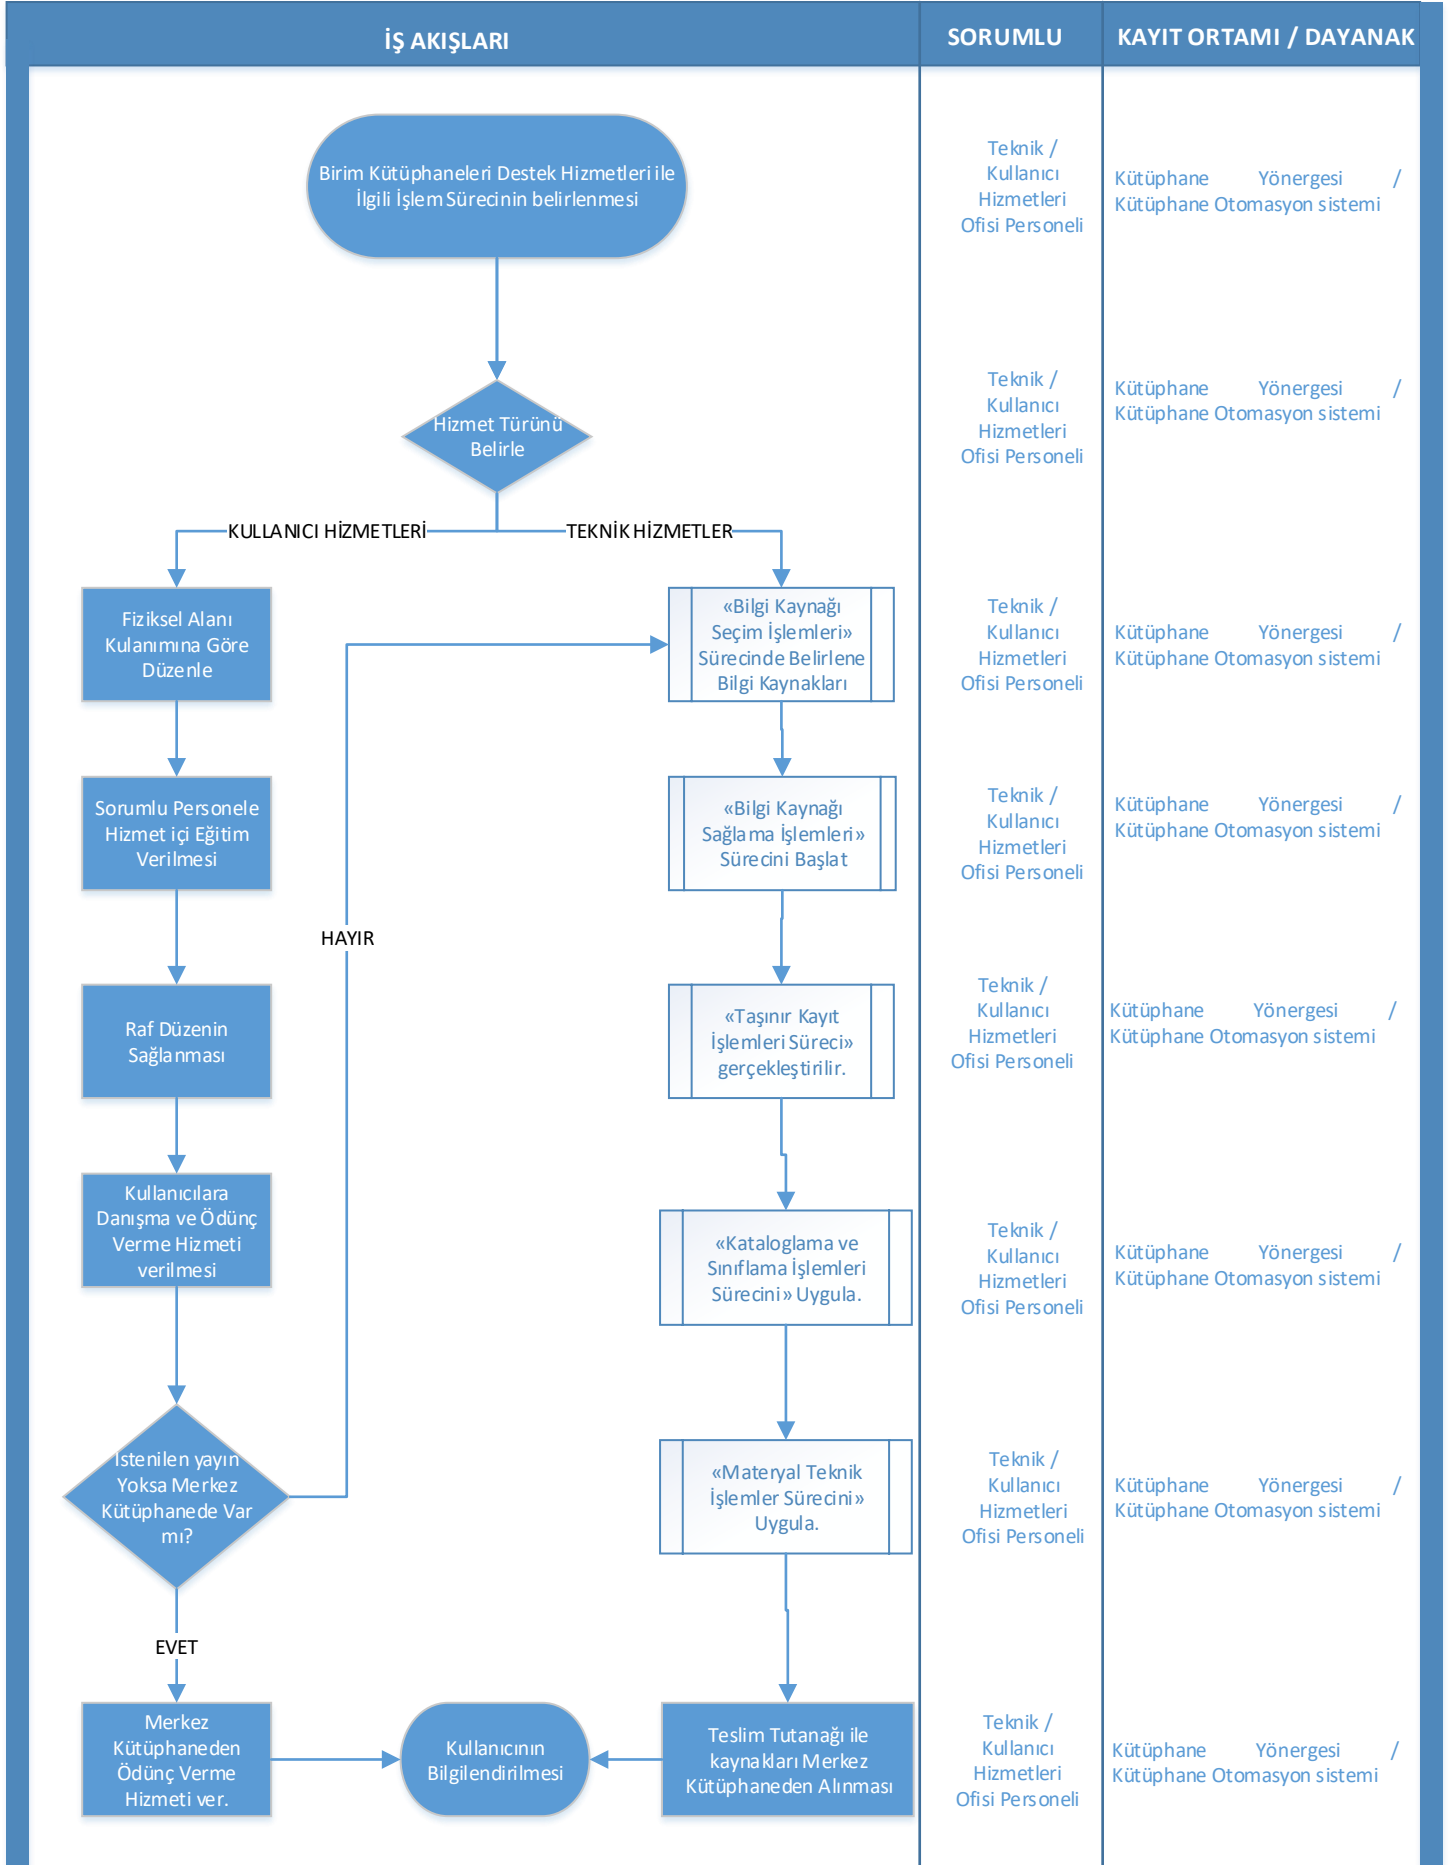 İŞ AKIŞLARI
SORUMLU
KAYIT ORTAMI / DAYANAK
Birim Kütüphaneleri Destek Hizmetleri ile
İlgili İşlem Sürecinin belirlenmesi
Teknik /
Kullanıcı
Hizmetleri
Ofisi Personeli
Kütüphane Yönergesi /
Kütüphane Otomasyon sistemi
Hizmet Türünü
Belirle
Teknik /
Kullanıcı
Hizmetleri
Ofisi Personeli
Kütüphane Yönergesi /
Kütüphane Otomasyon sistemi
KULLANICI HİZMETLERİ
TEKNİK HİZMETLER
Fiziksel Alanı
Kulanımına Göre
Düzenle
«Bilgi Kaynağı
Seçim İşlemleri»
Sürecinde Belirlene
Bilgi Kaynakları
Teknik /
Kullanıcı
Hizmetleri
Ofisi Personeli
Kütüphane Yönergesi /
Kütüphane Otomasyon sistemi
Sorumlu Personele
Hizmet içi Eğitim
Verilmesi
«Bilgi Kaynağı
Sağlama İşlemleri»
Sürecini Başlat
Teknik /
Kullanıcı
Hizmetleri
Ofisi Personeli
Kütüphane Yönergesi /
Kütüphane Otomasyon sistemi
HAYIR
Raf Düzenin
Sağlanması
«Taşınır Kayıt
İşlemleri Süreci»
gerçekleştirilir.
Teknik /
Kullanıcı
Hizmetleri
Ofisi Personeli
Kütüphane Yönergesi /
Kütüphane Otomasyon sistemi
Kullanıcılara
Danışma ve Ödünç
Verme Hizmeti
verilmesi
«Kataloglama ve
Sınıflama İşlemleri
Sürecini» Uygula.
Teknik /
Kullanıcı
Hizmetleri
Ofisi Personeli
Kütüphane Yönergesi /
Kütüphane Otomasyon sistemi
İstenilen yayın
Yoksa Merkez
Kütüphanede Var
mı?
«Materyal Teknik
İşlemler Sürecini»
Uygula.
Teknik /
Kullanıcı
Hizmetleri
Ofisi Personeli
Kütüphane Yönergesi /
Kütüphane Otomasyon sistemi
EVET
Merkez
Kütüphaneden
Ödünç Verme
Hizmeti ver.
Kullanıcının
Bilgilendirilmesi
Teslim Tutanağı ile
kaynakları Merkez
Kütüphaneden Alınması
Teknik /
Kullanıcı
Hizmetleri
Ofisi Personeli
Kütüphane Yönergesi /
Kütüphane Otomasyon sistemi